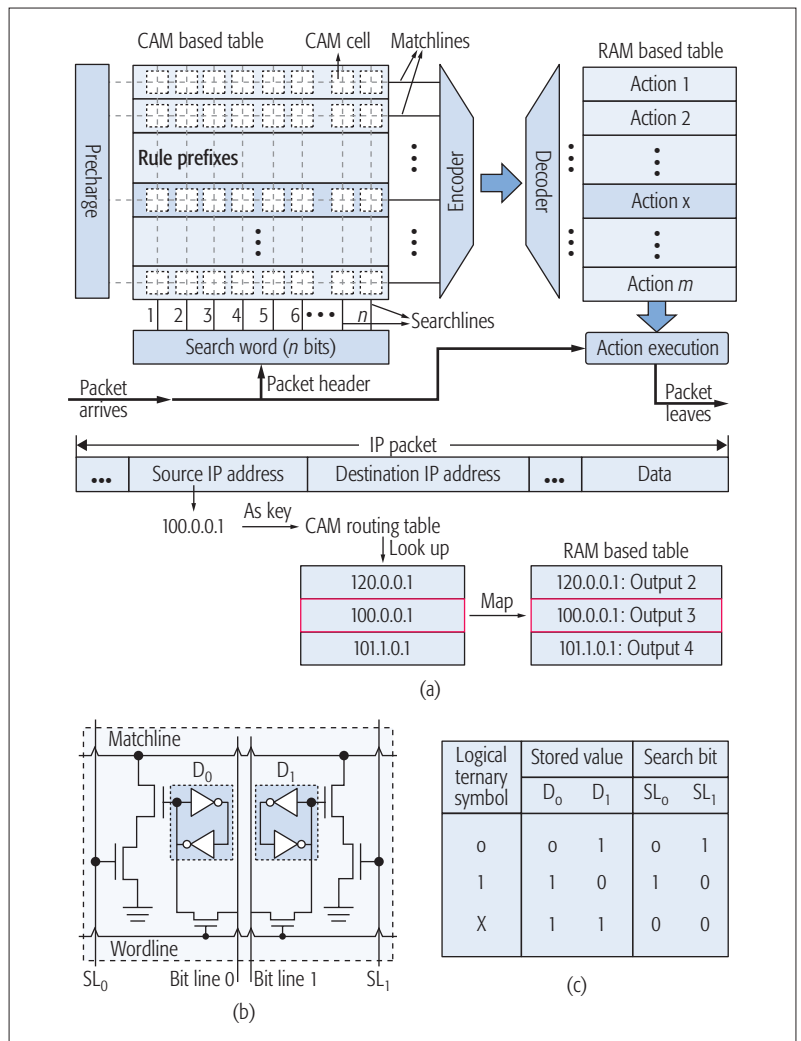 CAM based table
CAM cell
Matchlines
RAM based table
Precharge
Rule prefixes
Encoder
Decoder
Action 1
Action 2
Action x
Action m
1 2 3 4 5 6 ••• n
Searchlines
Search word (n bits)
Action execution
Packet arrives
Packet header
Packet leaves
IP packet
••• Source IP address Destination IP address ••• Data
100.0.0.1
As key
CAM routing table
Look up
RAM based table
120.0.0.1
100.0.0.1
101.1.0.1
Map
120.0.0.1: Output 2
100.0.0.1: Output 3
101.1.0.1: Output 4
(a)
Matchline
D0
D1
Wordline
SL0
Bit line 0
Bit line 1
SL1
(b)
Logical ternary symbol
Stored value
Search bit
Do D1 SLo SL1
o o 1 o 1
1 1 0 1 0
X 1 1 0 0
(c)